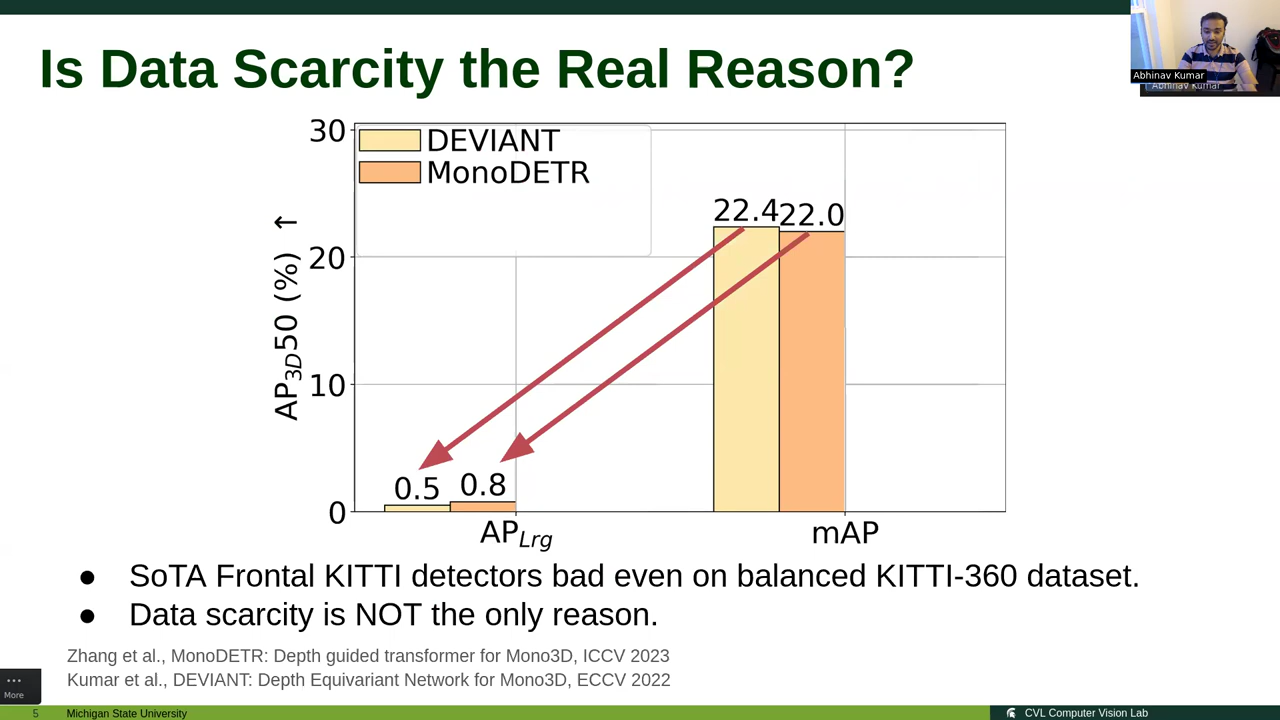 Is Data Scarcity the Real Reason?
Abhinav Kumar
Abhinav Kumar
30
DEVIANT
MonoDETR
22.4
22.0
20
AP3D50 (%) ↑
10
0.5
0.8
0
APLrg
mAP
● SoTA Frontal KITTI detectors bad even on balanced KITTI-360 dataset.
● Data scarcity is NOT the only reason.
Zhang et al., MonoDETR: Depth guided transformer for Mono3D, ICCV 2023
Kumar et al., DEVIANT: Depth Equivariant Network for Mono3D, ECCV 2022
More
5
Michigan State University
CVL Computer Vision Lab